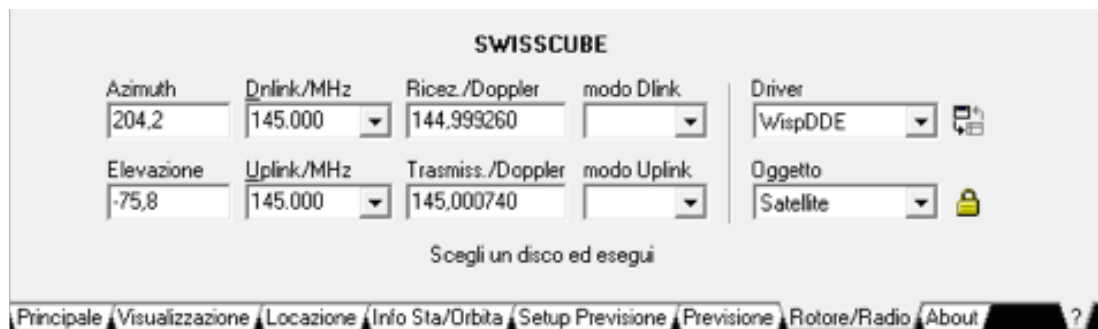 SWISSCUBE
Azimuth Dnlink/MHz Ricez./Doppler modo Dlink Driver
204,2 145.000 144,999260 WispDDE
Elevazione Uplink/MHz Trasmiss./Doppler modo Uplink Oggetto
-75,8 145.000 145,000740 Satellite
Scegli un disco ed esegui
Principale Visualizzazione Locazione Info Sta/Orbita Setup Previsione Previsione Rotore/Radio About ?